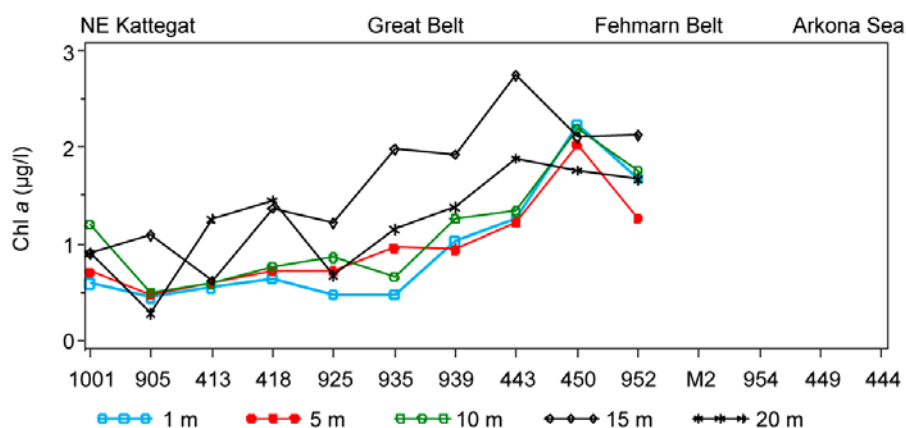 NE Kattegat Great Belt Fehmarn Belt Arkona Sea
3
2
Chl a (µg/l)
1
0
1001 905 413 418 925 935 939 443 450 952 M2 954 449 444
1 m 5 m 10 m 15 m 20 m